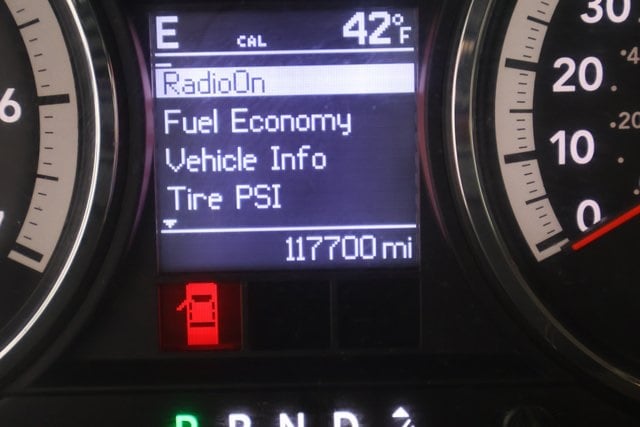 E CAL 42°F
RadioOn
Fuel Economy
Vehicle Info
Tire PSI
117700 mi
6
30
20
10
0
P R N D